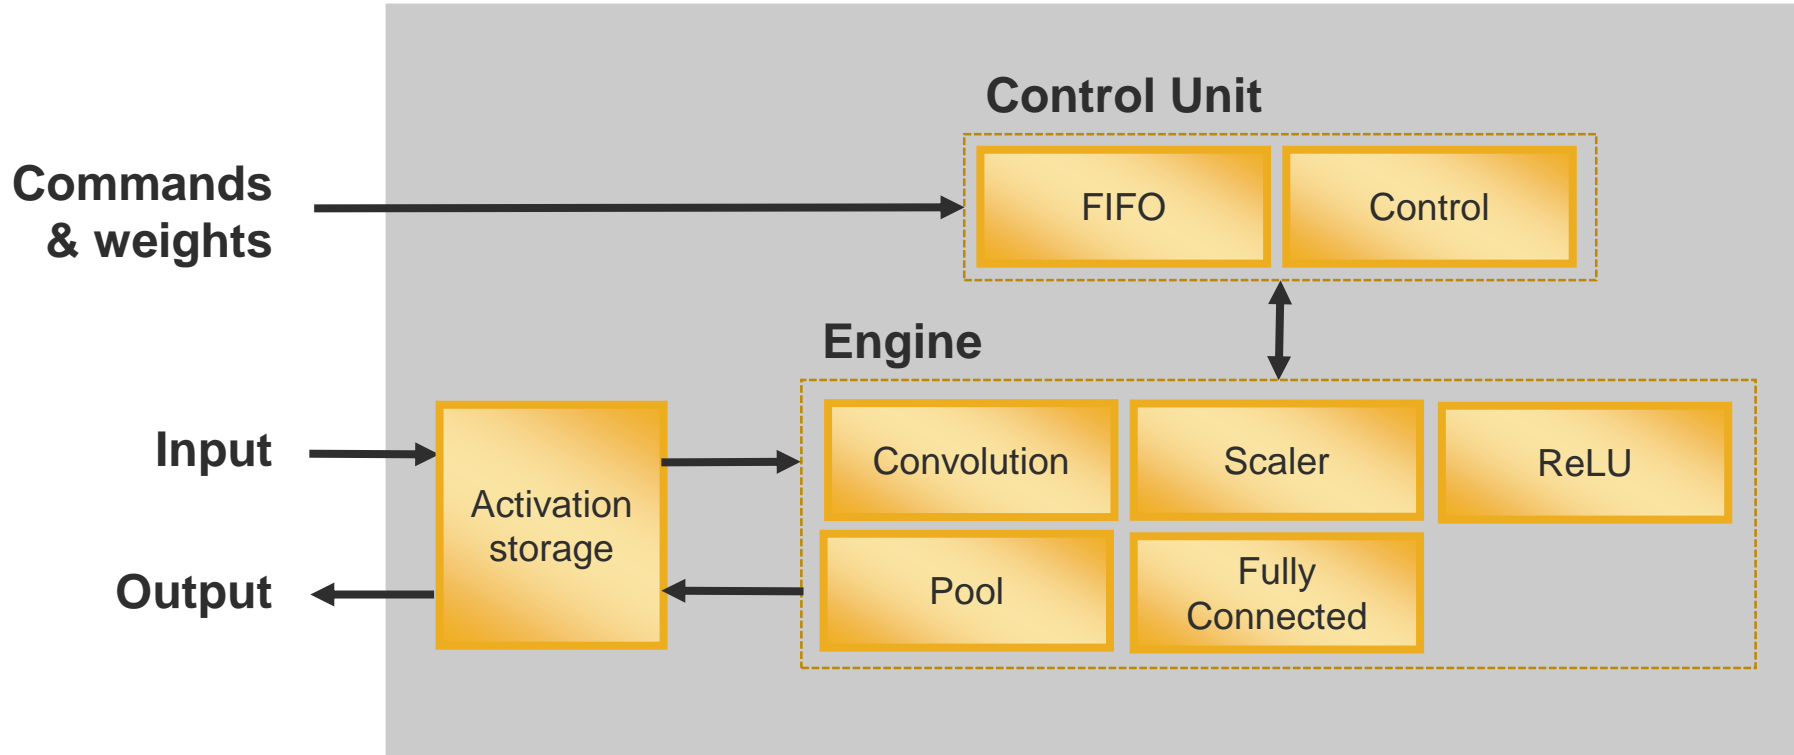 Control Unit
Commands
& weights
FIFO
Control
Engine
Input
Activation
storage
Convolution
Scaler
ReLU
Output
Pool
Fully
Connected